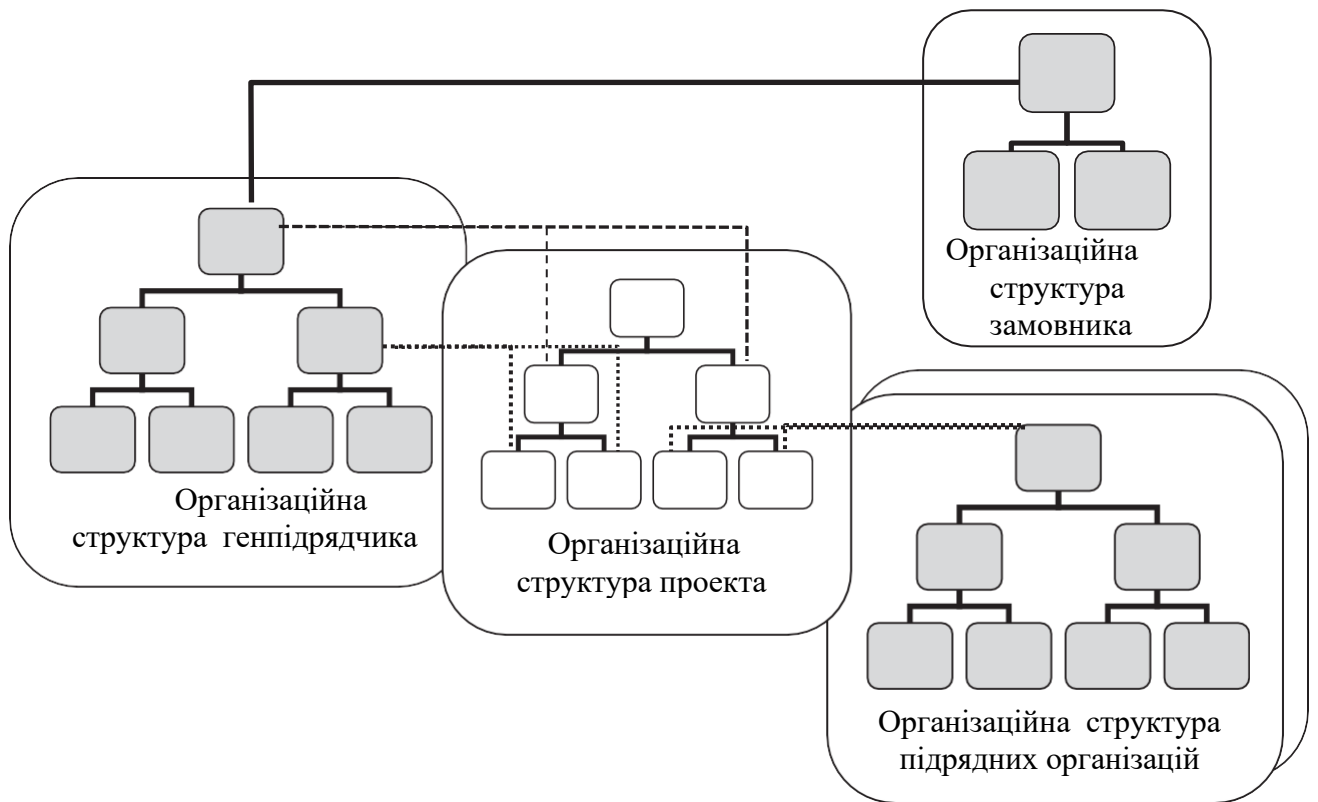 Організаційна
структура
замовника
Організаційна
структура генпідрядчика
Організаційна
структура проекта
Організаційна структура
підрядних організацій